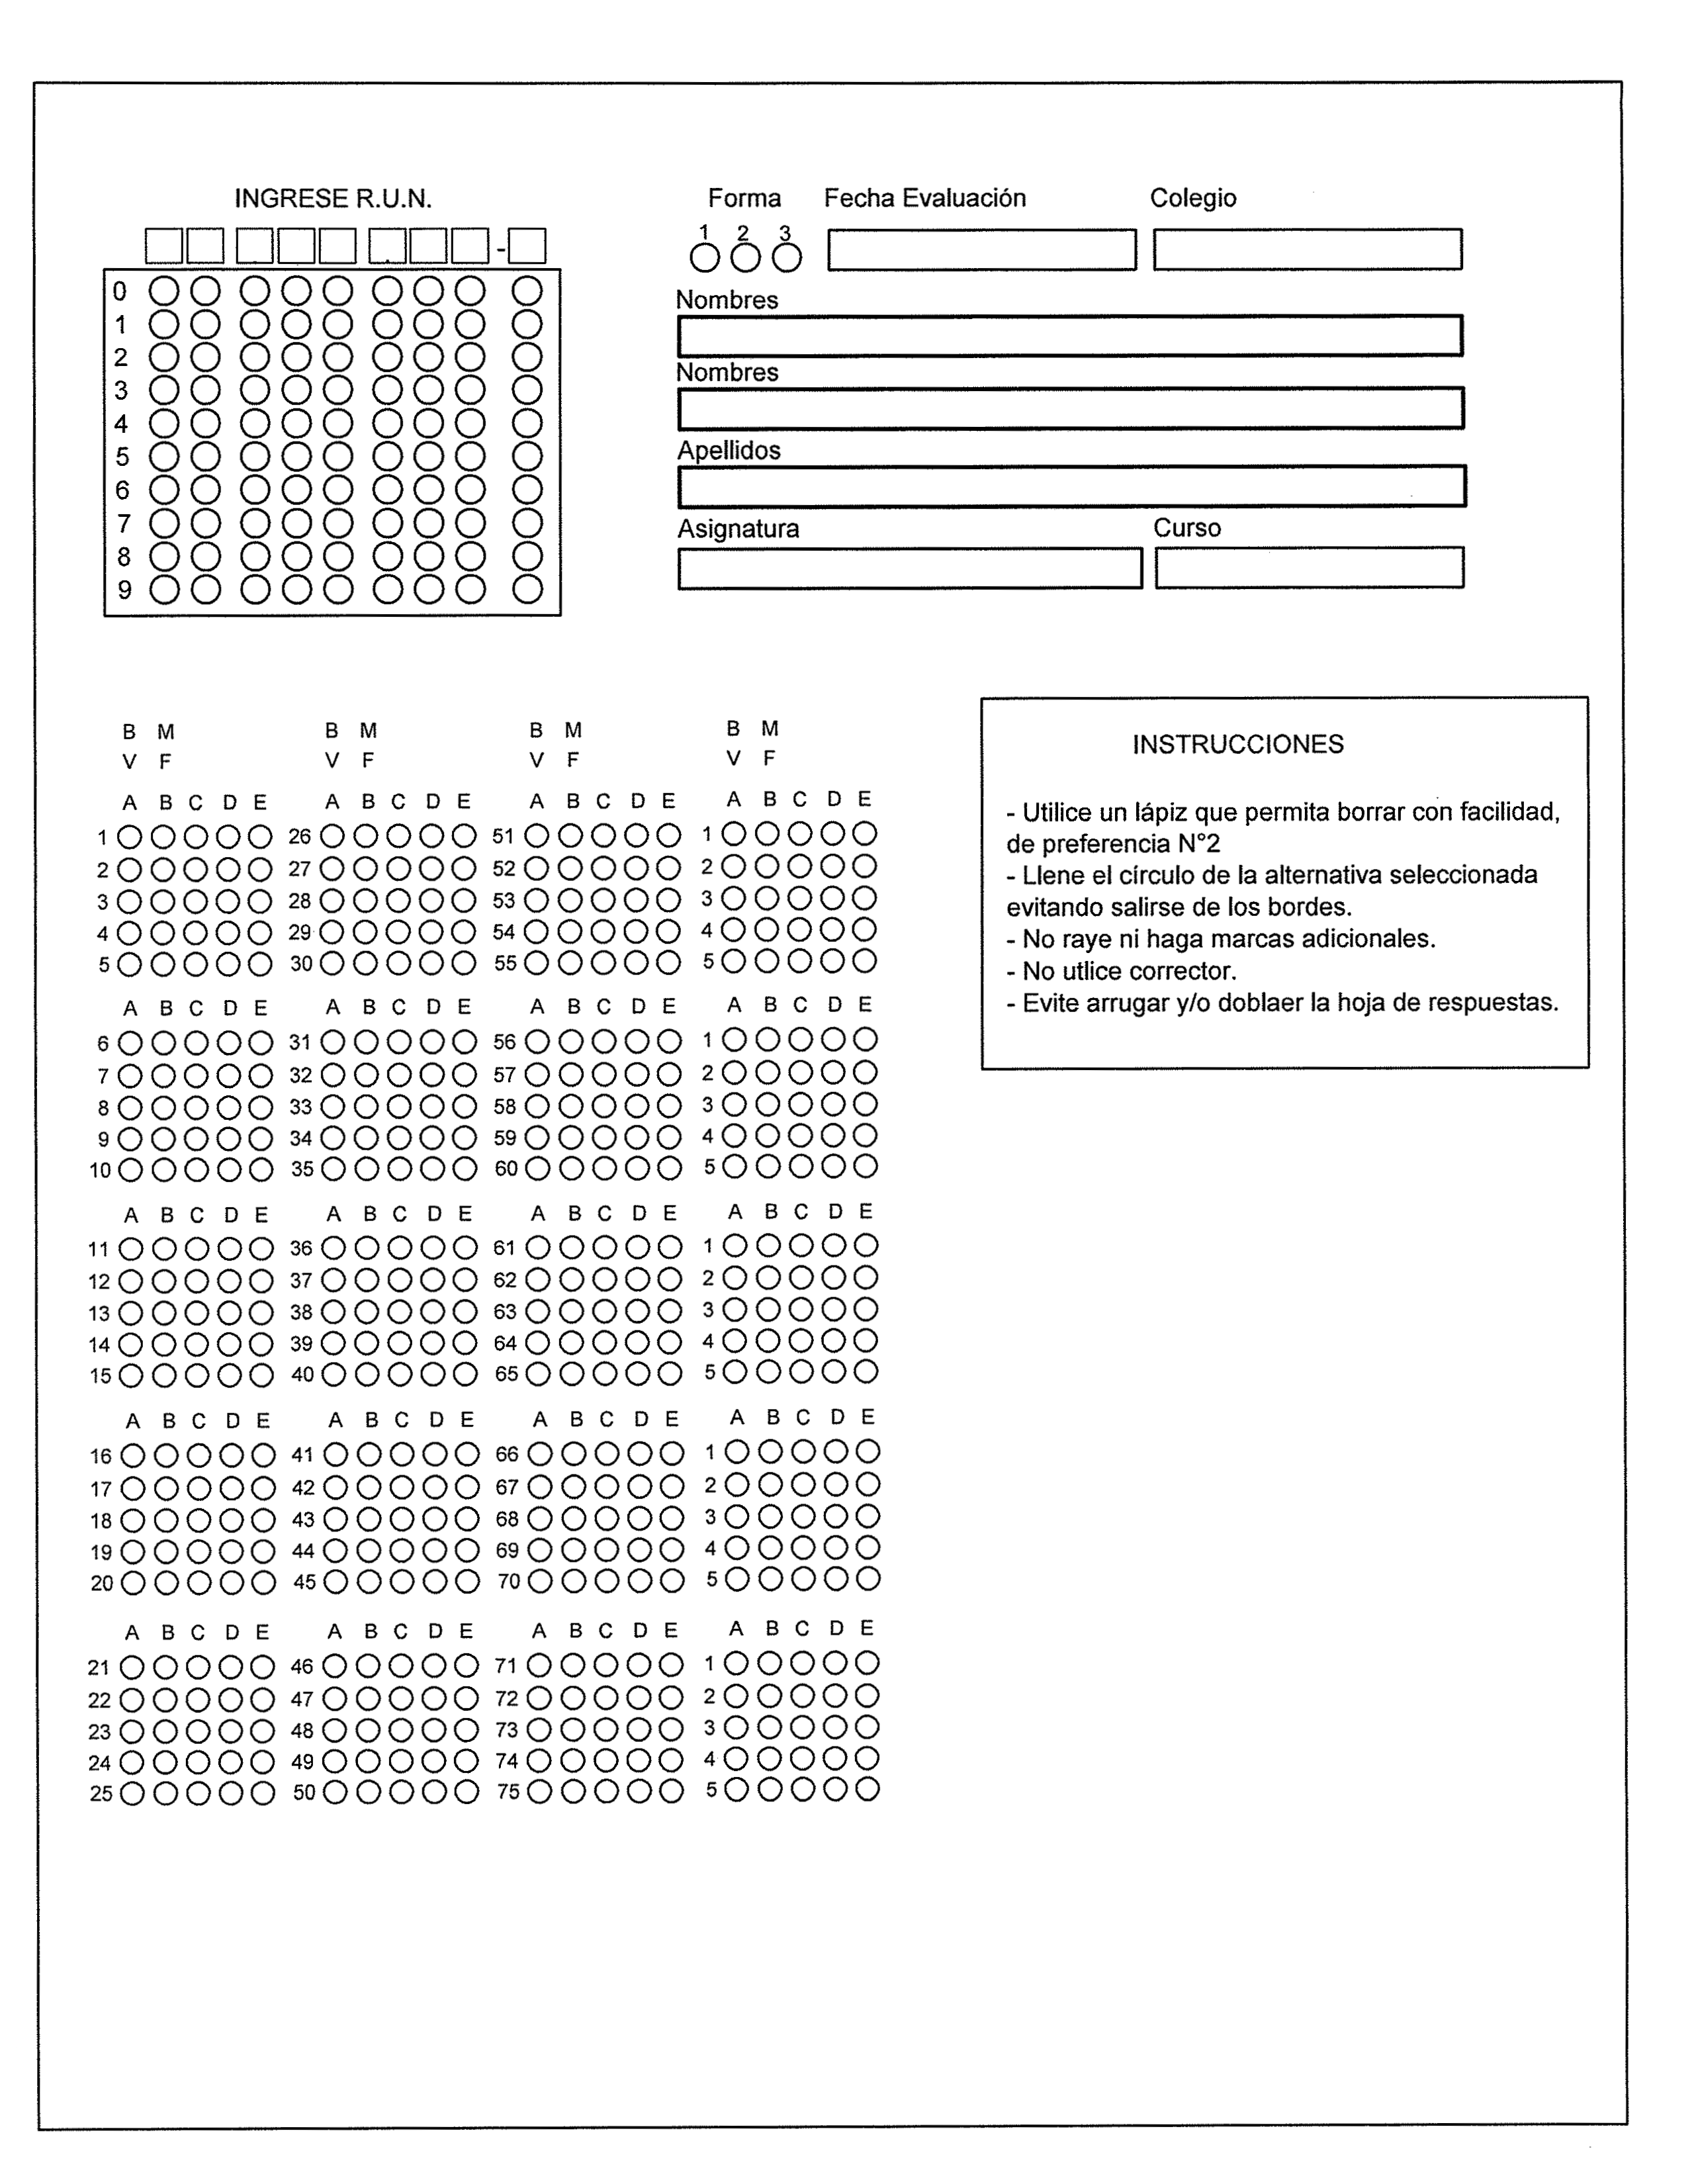 INGRESE R.U.N.
-
0
1
2
3
4
5
6
7
8
9
Forma Fecha Evaluación Colegio
1 2 3
Nombres
Nombres
Apellidos
Asignatura Curso
B M B M B M B M
V F V F V F V F
A B C D E A B C D E A B C D E A B C D E
1 26 51 1
2 27 52 2
3 28 53 3
4 29 54 4
5 30 55 5
A B C D E A B C D E A B C D E A B C D E
6 31 56 1
7 32 57 2
8 33 58 3
9 34 59 4
10 35 60 5
A B C D E A B C D E A B C D E A B C D E
11 36 61 1
12 37 62 2
13 38 63 3
14 39 64 4
15 40 65 5
A B C D E A B C D E A B C D E A B C D E
16 41 66 1
17 42 67 2
18 43 68 3
19 44 69 4
20 45 70 5
A B C D E A B C D E A B C D E A B C D E
21 46 71 1
22 47 72 2
23 48 73 3
24 49 74 4
25 50 75 5
INSTRUCCIONES
- Utilice un lápiz que permita borrar con facilidad,
de preferencia N°2
- Llene el círculo de la alternativa seleccionada
evitando salirse de los bordes.
- No raye ni haga marcas adicionales.
- No utlice corrector.
- Evite arrugar y/o doblaer la hoja de respuestas.